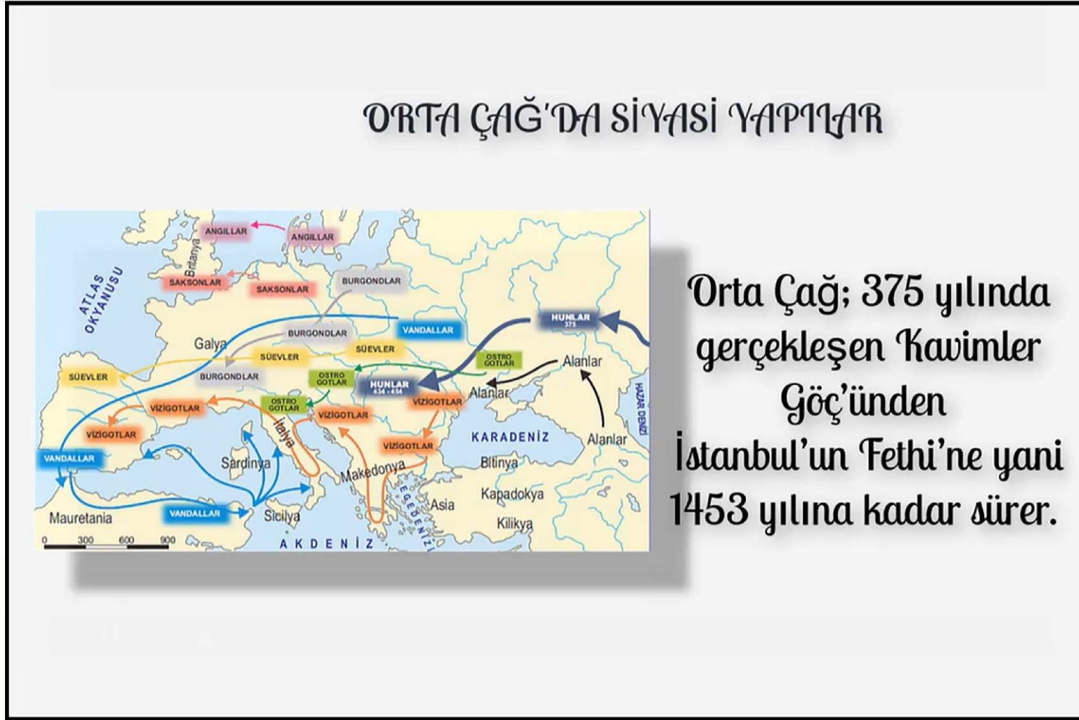 ORTA ÇAĞ'DA SİYASİ YAPILAR
ANGILLAR
ANGILLAR
Britanya
SAKSONLAR
SAKSONLAR
BURGONDLAR
ATLAS
OKYANUSU
HUNLAR
375
BURGONDLAR
VANDALLAR
Galya
SÜEVLER
SÜEVLER
OSTRO
GOTLAR
Alanlar
SÜEVLER
BURGONDLAR
OSTRO
GOTLAR
HUNLAR
434 - 454
Alanlar
HAZAR DENİZİ
VİZİGOTLAR
OSTRO
GOTLAR
VİZİGOTLAR
VİZİGOTLAR
VİZİGOTLAR
İtalya
VİZİGOTLAR
KARADENİZ
Alanlar
VANDALLAR
Sardinya
Makedonya
Bitinya
EGE DENİZİ
Asia
Kapadokya
Mauretania
VANDALLAR
Sicilya
Kilikya
AKDENİZ
0 300 600 900
Orta Çağ; 375 yılında
gerçekleşen Kavimler
Göç'ünden
İstanbul'un Fethi'ne yani
1453 yılına kadar sürer.